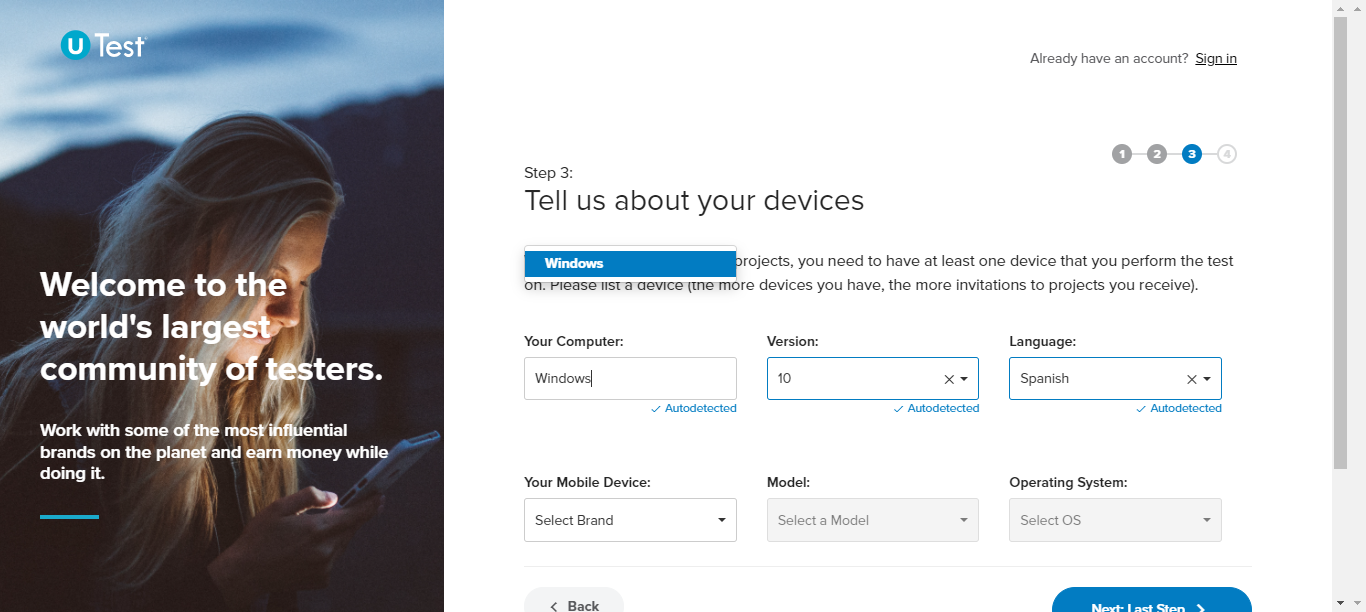 U Test
Already have an account? Sign in
1 2 3 4
Step 3:
Tell us about your devices
Windows
projects, you need to have at least one device that you perform the test
on. Please list a device (the more devices you have, the more invitations to projects you receive).
Welcome to the
world's largest
community of testers.
Work with some of the most influential
brands on the planet and earn money while
doing it.
Your Computer: Version: Language:
Windows 10 Spanish
Autodetected Autodetected Autodetected
Your Mobile Device: Model: Operating System:
Select Brand Select a Model Select OS
Back Next: Last Step